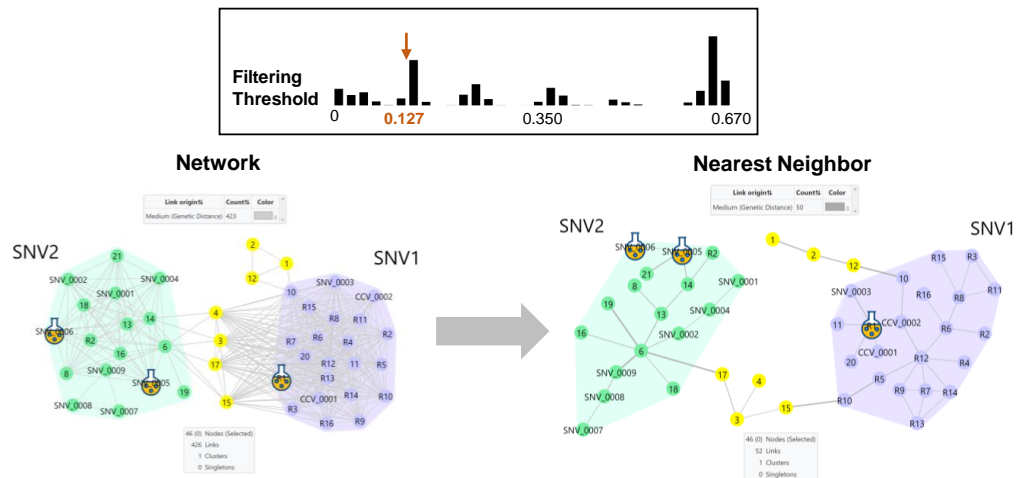 Filtering
Threshold
0
0.127
0.350
0.670
Network
Nearest Neighbor
Link origin⇅ Count⇅ Color
Medium (Genetic Distance) 423
Link origin⇅ Count⇅ Color
Medium (Genetic Distance) 50
SNV2
SNV1
2
1
12
21
SNV_0002
SNV_0004
SNV_0001
18
13
14
R2
6
16
8
SNV_0009
SNV_0005
SNV_0008
SNV_0007
19
4
3
17
15
10
SNV_0003
CCV_0002
R15
R8
R11
R7
R6
R4
R2
20
R12
11
R5
R13
CCV_0001
R14
R10
R3
R16
R9
46 (0) Nodes (Selected)
426 Links
1 Clusters
0 Singletons
SNV2
SNV1
SNV_0006
SNV_0005
R2
21
8
14
SNV_0001
19
13
SNV_0004
16
SNV_0002
6
SNV_0009
18
SNV_0008
SNV_0007
1
2
12
17
4
3
15
10
R15
R3
SNV_0003
R16
R8
R11
11
CCV_0002
R6
20
CCV_0001
R12
R4
R5
R9
R7
R14
R10
R13
46 (0) Nodes (Selected)
52 Links
1 Clusters
0 Singletons